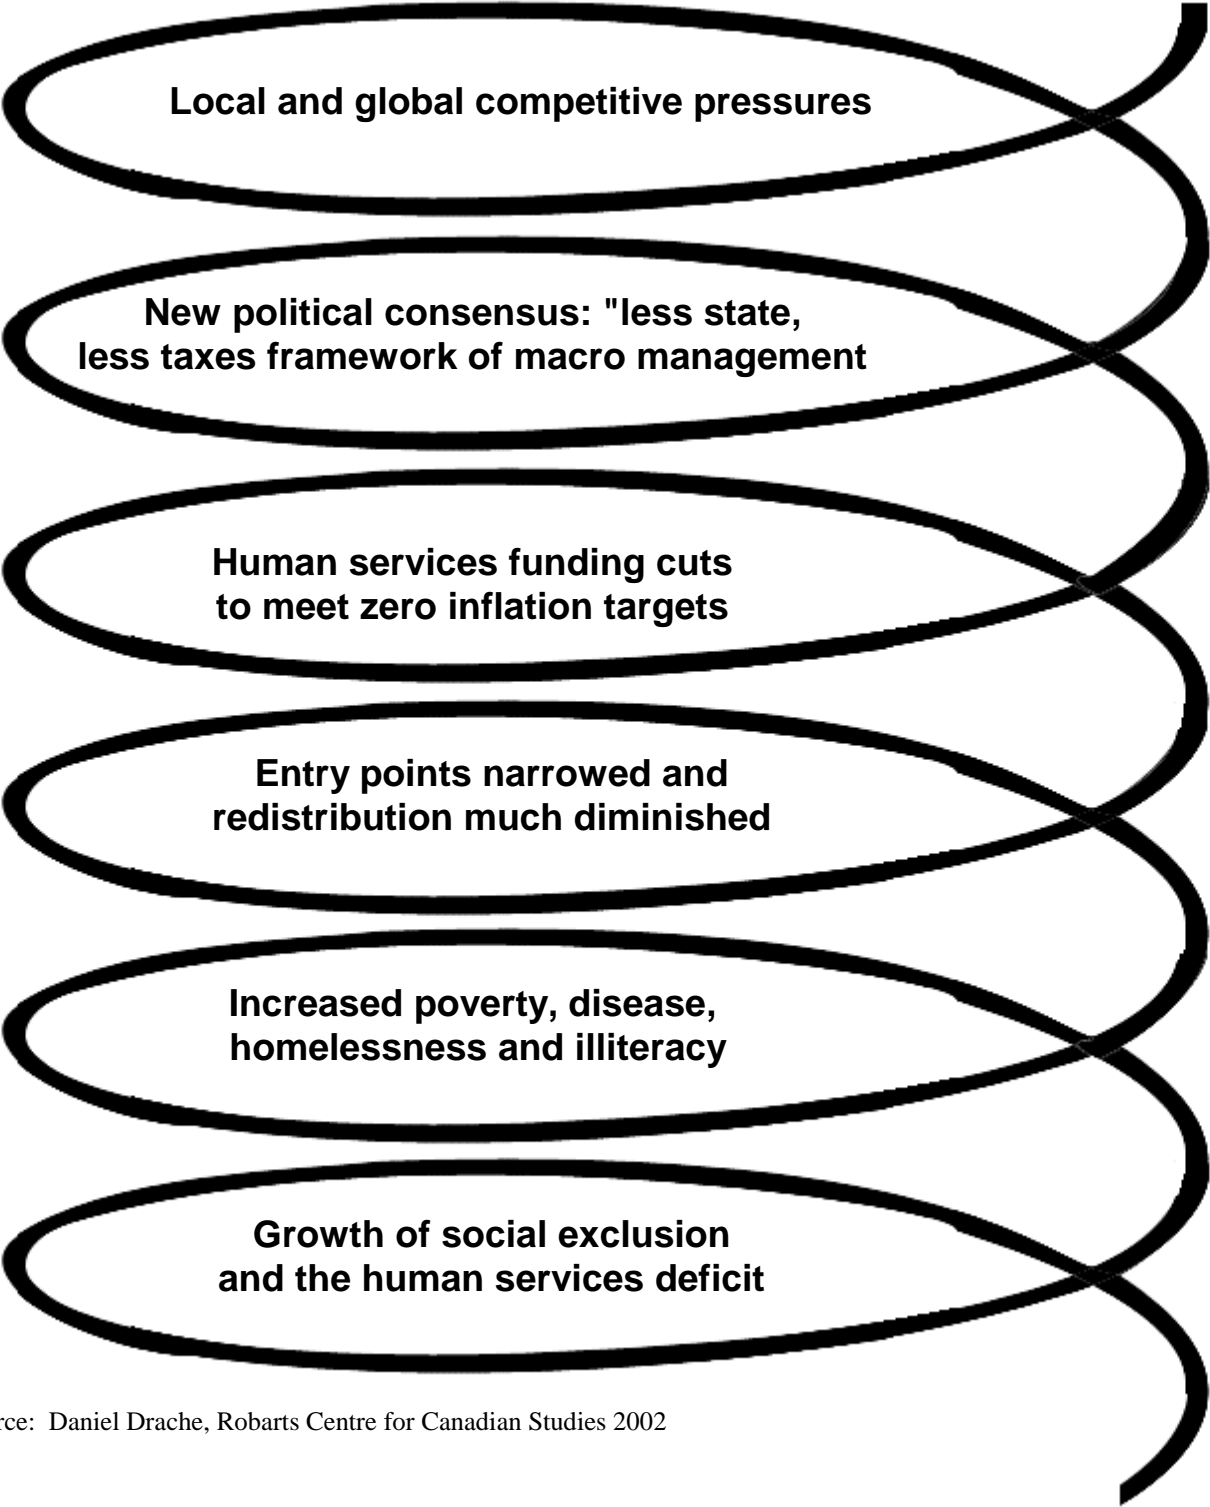 Local and global competitive pressures
New political consensus: "less state,
less taxes framework of macro management
Human services funding cuts
to meet zero inflation targets
Entry points narrowed and
redistribution much diminished
Increased poverty, disease,
homelessness and illiteracy
Growth of social exclusion
and the human services deficit
rce: Daniel Drache, Robarts Centre for Canadian Studies 2002